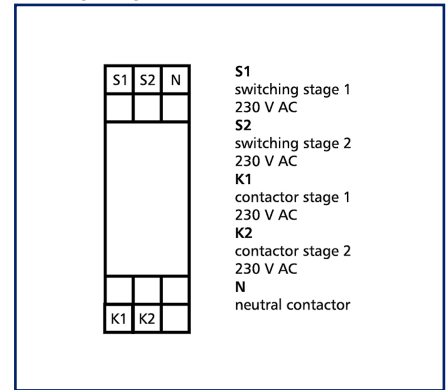 S1 S2 N
S1
switching stage 1
230 V AC
S2
switching stage 2
230 V AC
K1
contactor stage 1
230 V AC
K2
contactor stage 2
230 V AC
N
neutral contactor
K1 K2